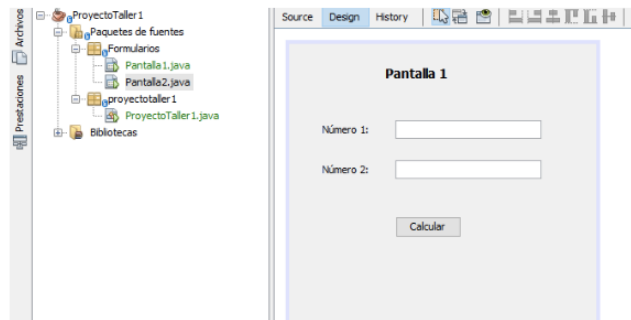 Archivos
Prestaciones
ProyectoTaller1
Paquetes de fuentes
Formularios
Pantalla1.java
Pantalla2.java
proyectotaller1
ProyectoTaller1.java
Bibliotecas
Source Design History
Pantalla 1
Número 1:
Número 2:
Calcular